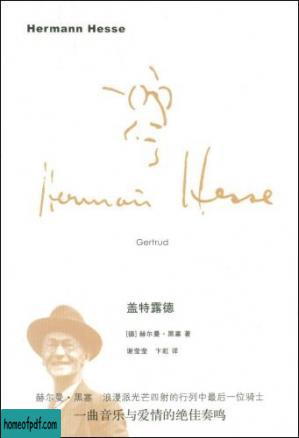 Hermann Hesse
Hermann Hesse
Gertrud
盖特露德
[德] 赫尔曼·黑塞 著
谢莹莹 卞虹 译
赫尔曼·黑塞 浪漫派光芒四射的行列中最后一位骑士
一曲音乐与爱情的绝佳奏鸣
homeofpdf.com